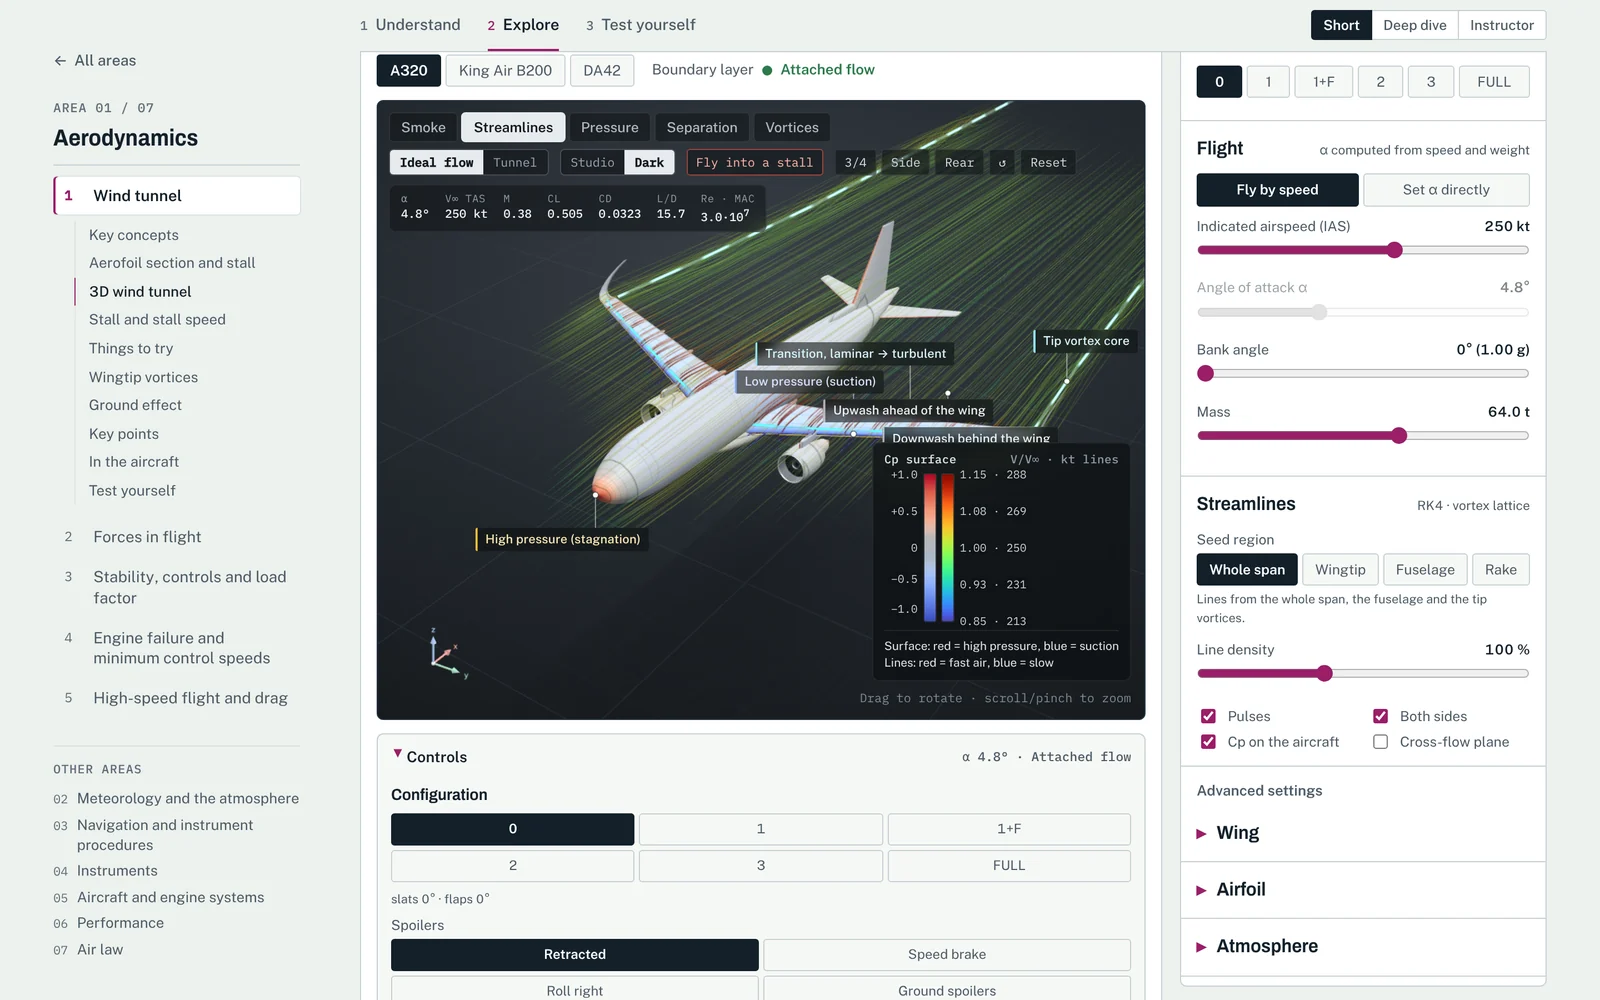 1 Understand
2 Explore
3 Test yourself
Short
Deep dive
Instructor
← All areas
AREA 01 / 07
Aerodynamics
1 Wind tunnel
Key concepts
Aerofoil section and stall
3D wind tunnel
Stall and stall speed
Things to try
Wingtip vortices
Ground effect
Key points
In the aircraft
Test yourself
2 Forces in flight
3 Stability, controls and load
factor
4 Engine failure and
minimum control speeds
5 High-speed flight and drag
OTHER AREAS
02 Meteorology and the atmosphere
03 Navigation and instrument
procedures
04 Instruments
05 Aircraft and engine systems
06 Performance
07 Air law
A320
King Air B200
DA42
Boundary layer ● Attached flow
Smoke
Streamlines
Pressure
Separation
Vortices
Ideal flow
Tunnel
Studio
Dark
Fly into a stall
3/4
Side
Rear
↺
Reset
α V∞ TAS M CL CD L/D Re · MAC
4.8° 250 kt 0.38 0.505 0.0323 15.7 3.0·10⁷
Tip vortex core
Transition, laminar → turbulent
Low pressure (suction)
Upwash ahead of the wing
Downwash behind the wing
High pressure (stagnation)
Cp surface V/V∞ · kt lines
+1.0 1.15 · 288
+0.5 1.08 · 269
0 1.00 · 250
−0.5 0.93 · 231
−1.0 0.85 · 213
Surface: red = high pressure, blue = suction
Lines: red = fast air, blue = slow
z
x
y
Drag to rotate · scroll/pinch to zoom
▼ Controls
α 4.8° · Attached flow
Configuration
0 1 1+F
2 3 FULL
slats 0° · flaps 0°
Spoilers
Retracted
Speed brake
Roll right
Ground spoilers
0 1 1+F 2 3 FULL
Flight
α computed from speed and weight
Fly by speed
Set α directly
Indicated airspeed (IAS) 250 kt
Angle of attack α 4.8°
Bank angle 0° (1.00 g)
Mass 64.0 t
Streamlines
RK4 · vortex lattice
Seed region
Whole span
Wingtip
Fuselage
Rake
Lines from the whole span, the fuselage and the tip
vortices.
Line density 100 %
Pulses
Both sides
Cp on the aircraft
Cross-flow plane
Advanced settings
▶ Wing
▶ Airfoil
▶ Atmosphere